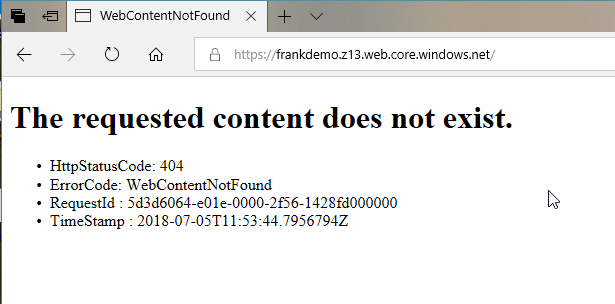 WebContentNotFound
https://frankdemo.z13.web.core.windows.net/
The requested content does not exist.
• HttpStatusCode: 404
• ErrorCode: WebContentNotFound
• RequestId : 5d3d6064-e01e-0000-2f56-1428fd000000
• TimeStamp : 2018-07-05T11:53:44.7956794Z